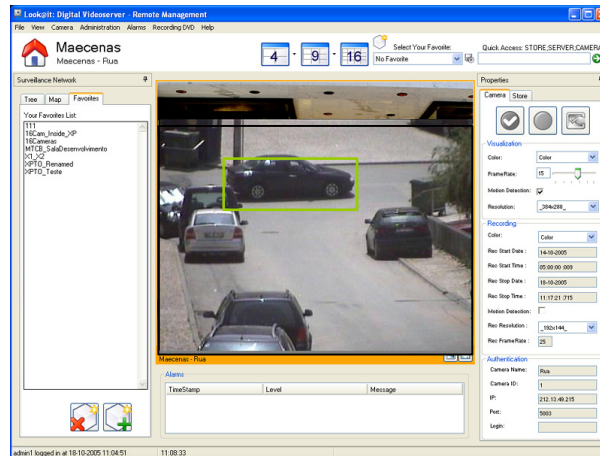 Look@it: Digital Videoserver - Remote Management
File View Camera Administration Alarms Recording DVD Help
Maecenas
Maecenas - Rua
4 - 9 - 16
Select Your Favorite:
No Favorite
Quick Access: STORE;SERVER;CAMERA
Surveillance Network
Tree Map Favorites
Your Favorites List
111
16Cam_Inside_XP
16Cameras
MTCB_SalaDesenvolvimento
X1_X2
XPTO_Renamed
XPTO_Teste
Maecenas - Rua
Alarms
TimeStamp Level Message
Properties
Camera Store
Visualization
Color: Color
FrameRate: 15
Motion Detection:
Resolution: _384x288_
Recording
Color: Color
Rec Start Date : 14-10-2005
Rec Start Time : 05:00:00 :009
Rec Stop Date : 18-10-2005
Rec Stop Time : 11:17:21 :715
Motion Detection:
Rec Resolution : _192x144_
Rec FrameRate : 25
Authentication
Camera Name: Rua
Camera ID: 1
IP: 212.13.49.215
Port: 5003
Login:
admin1 logged in at 18-10-2005 11:04:51 11:08:33